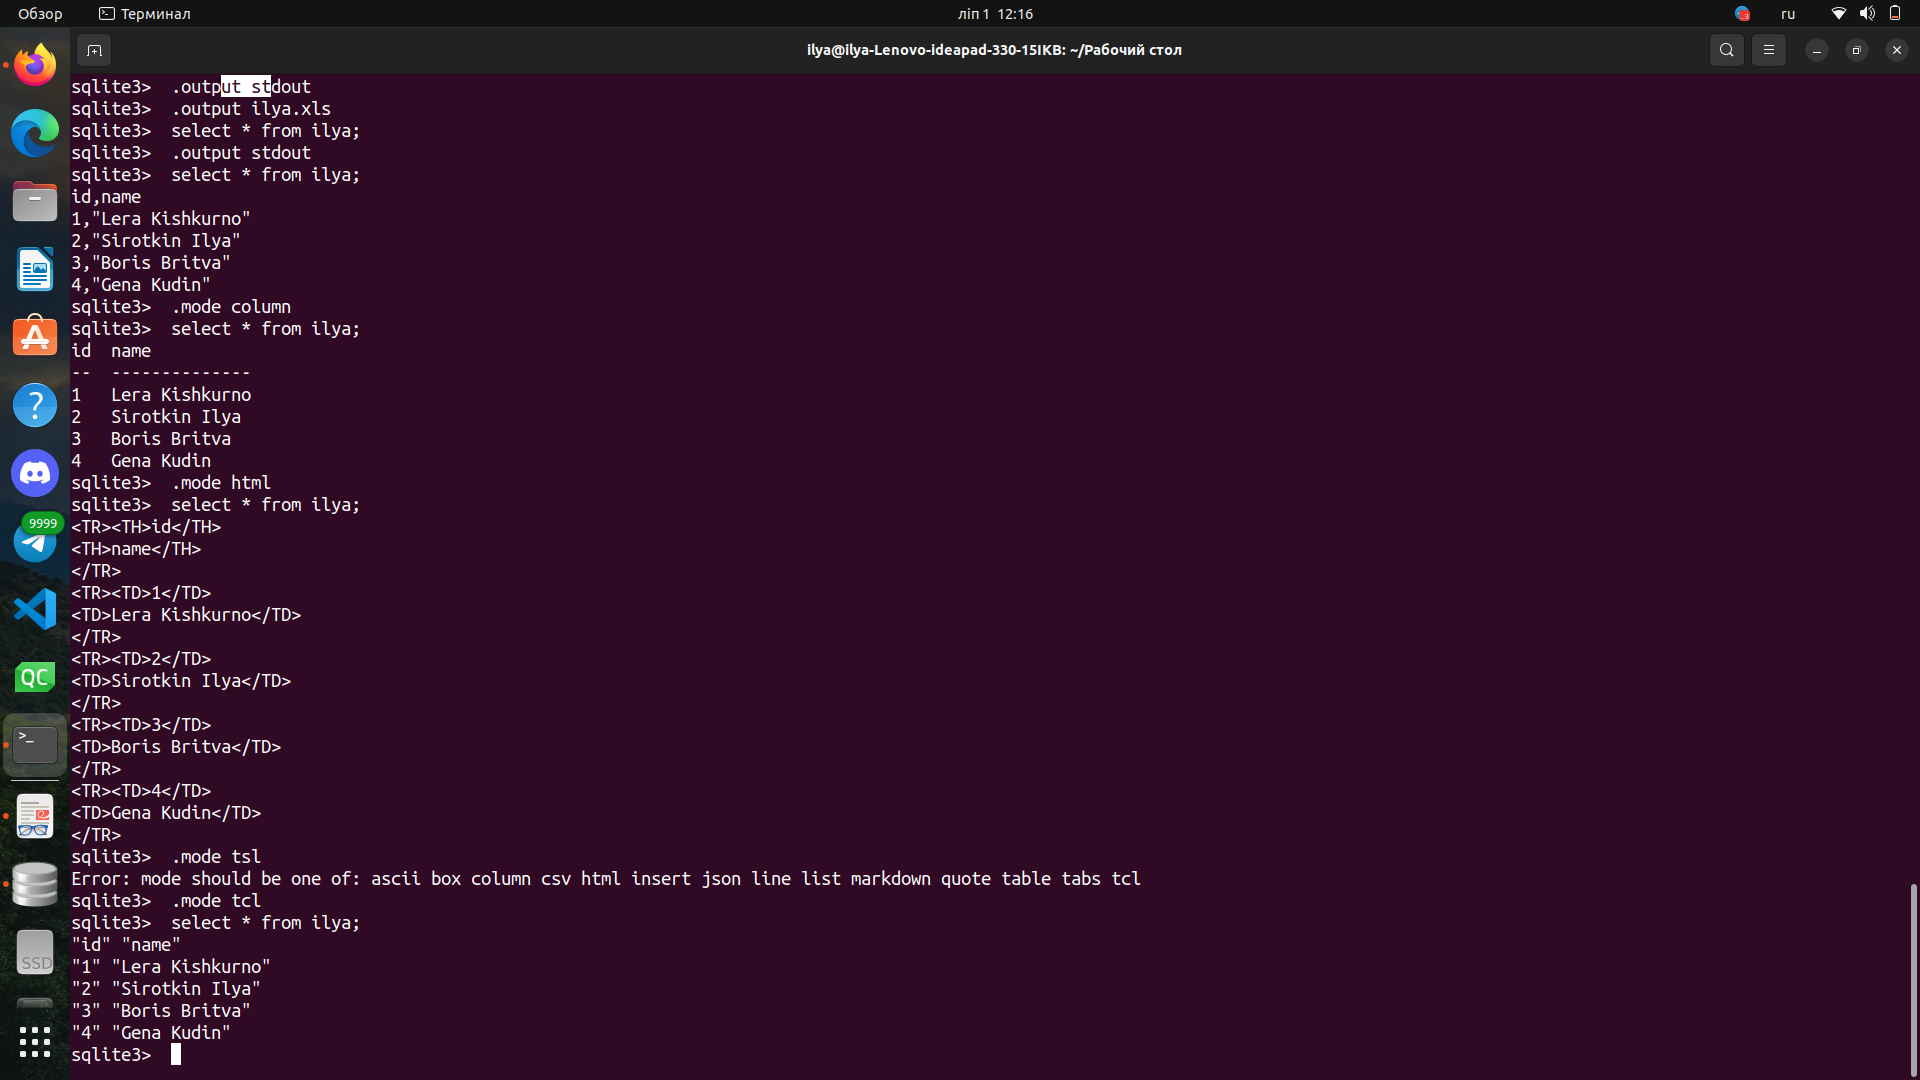 Обзор
Терминал
ліп 1 12:16
ru
ilya@ilya-Lenovo-ideapad-330-15IKB: ~/Рабочий стол
sqlite3>  .output stdout
sqlite3>  .output ilya.xls
sqlite3>  select * from ilya;
sqlite3>  .output stdout
sqlite3>  select * from ilya;
id,name
1,"Lera Kishkurno"
2,"Sirotkin Ilya"
3,"Boris Britva"
4,"Gena Kudin"
sqlite3>  .mode column
sqlite3>  select * from ilya;
id  name
--  --------------
1   Lera Kishkurno
2   Sirotkin Ilya
3   Boris Britva
4   Gena Kudin
sqlite3>  .mode html
sqlite3>  select * from ilya;
<TR><TH>id</TH>
<TH>name</TH>
</TR>
<TR><TD>1</TD>
<TD>Lera Kishkurno</TD>
</TR>
<TR><TD>2</TD>
<TD>Sirotkin Ilya</TD>
</TR>
<TR><TD>3</TD>
<TD>Boris Britva</TD>
</TR>
<TR><TD>4</TD>
<TD>Gena Kudin</TD>
</TR>
sqlite3>  .mode tsl
Error: mode should be one of: ascii box column csv html insert json line list markdown quote table tabs tcl
sqlite3>  .mode tcl
sqlite3>  select * from ilya;
"id" "name"
"1" "Lera Kishkurno"
"2" "Sirotkin Ilya"
"3" "Boris Britva"
"4" "Gena Kudin"
sqlite3>
9999
QC
>_
SSD